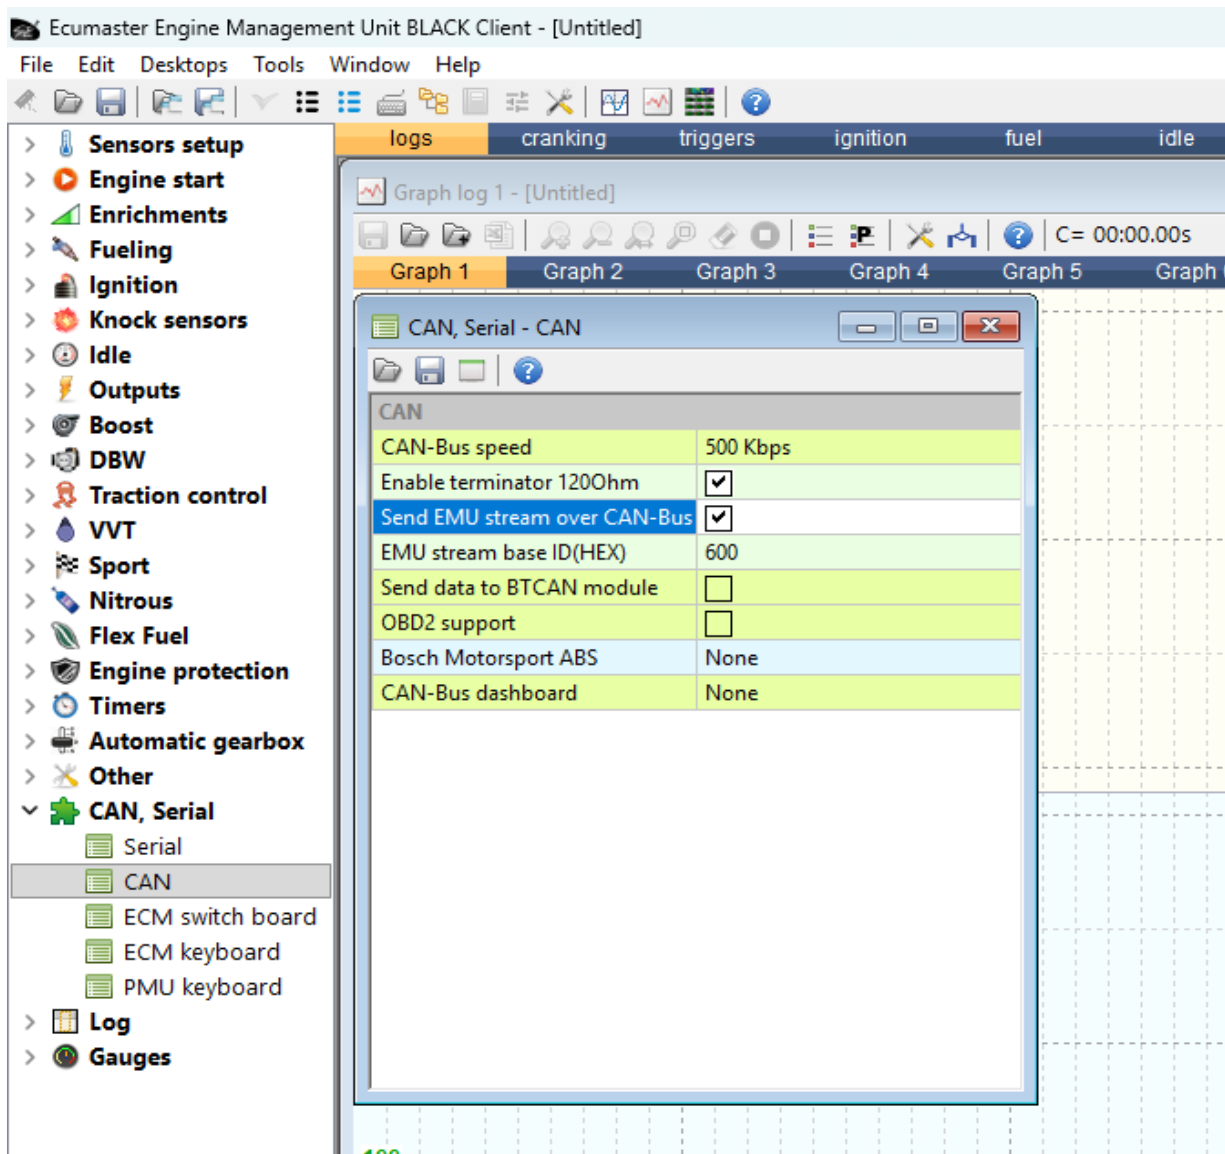 Ecumaster Engine Management Unit BLACK Client - [Untitled]
File Edit Desktops Tools Window Help
logs cranking triggers ignition fuel idle
Sensors setup
Engine start
Enrichments
Fueling
Ignition
Knock sensors
Idle
Outputs
Boost
DBW
Traction control
VVT
Sport
Nitrous
Flex Fuel
Engine protection
Timers
Automatic gearbox
Other
CAN, Serial
Serial
CAN
ECM switch board
ECM keyboard
PMU keyboard
Log
Gauges
Graph log 1 - [Untitled]
C= 00:00.00s
Graph 1 Graph 2 Graph 3 Graph 4 Graph 5 Graph
CAN, Serial - CAN
CAN
CAN-Bus speed 500 Kbps
Enable terminator 120Ohm
Send EMU stream over CAN-Bus
EMU stream base ID(HEX) 600
Send data to BTCAN module
OBD2 support
Bosch Motorsport ABS None
CAN-Bus dashboard None